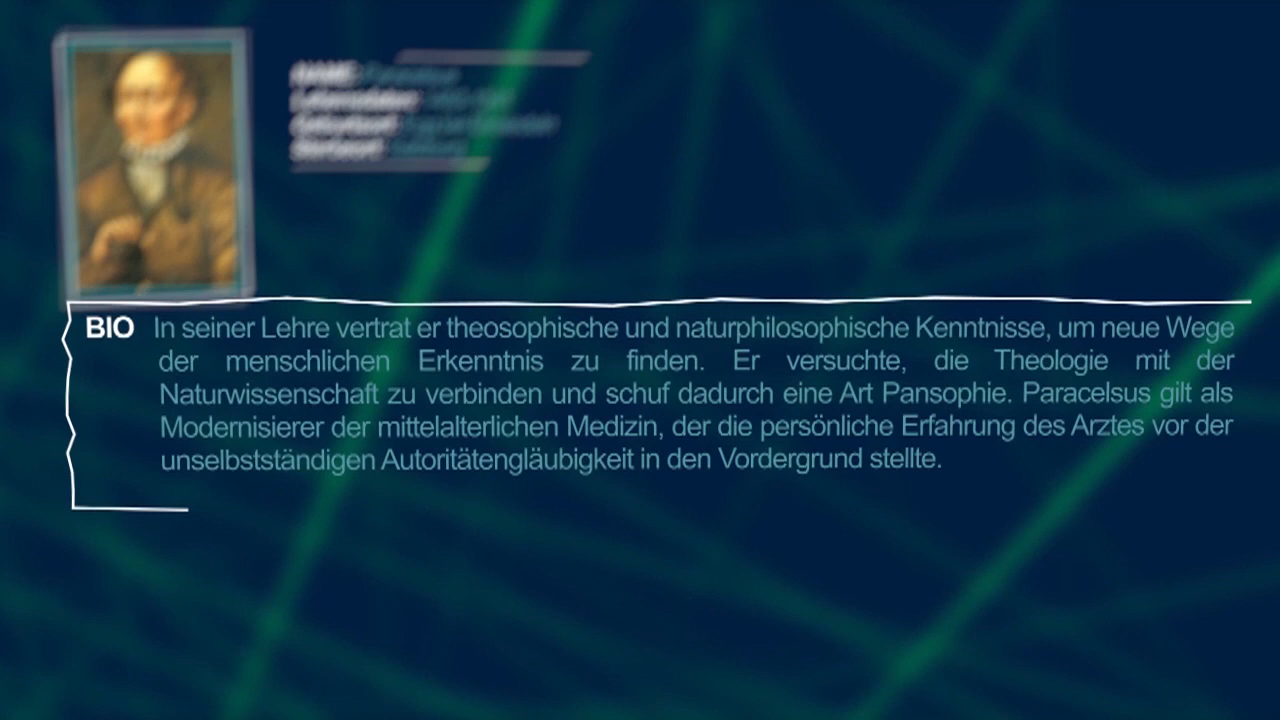 NAME:
BIO In seiner Lehre vertrat er theosophische und naturphilosophische Kenntnisse, um neue Wege
der menschlichen Erkenntnis zu finden. Er versuchte, die Theologie mit der
Naturwissenschaft zu verbinden und schuf dadurch eine Art Pansophie. Paracelsus gilt als
Modernisierer der mittelalterlichen Medizin, der die persönliche Erfahrung des Arztes vor der
unselbstständigen Autoritätengläubigkeit in den Vordergrund stellte.